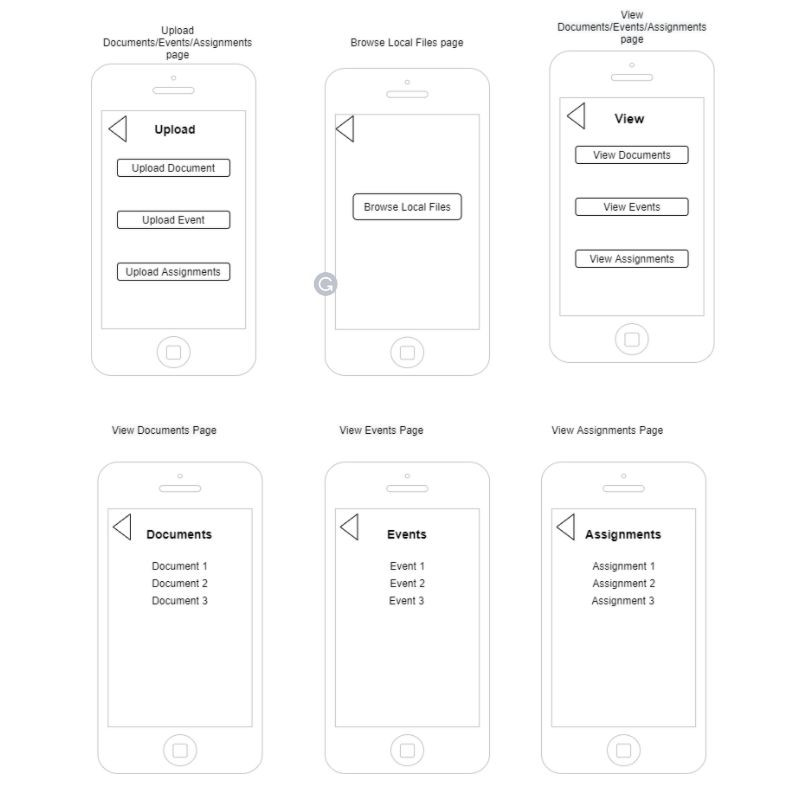 Upload
Documents/Events/Assignments
page
Browse Local Files page
View
Documents/Events/Assignments
page
Upload
Upload Document
Upload Event
Upload Assignments
Browse Local Files
G
View
View Documents
View Events
View Assignments
View Documents Page
View Events Page
View Assignments Page
Documents
Document 1
Document 2
Document 3
Events
Event 1
Event 2
Event 3
Assignments
Assignment 1
Assignment 2
Assignment 3